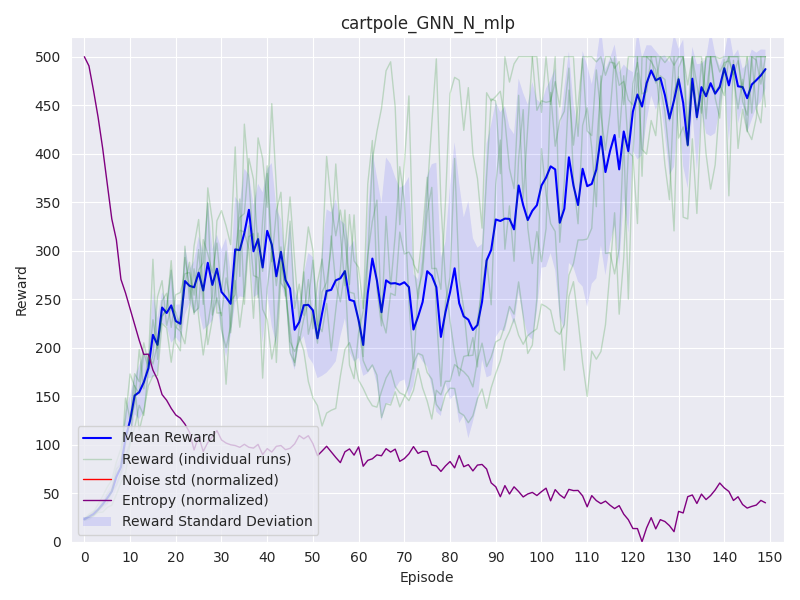 cartpole_GNN_N_mlp
500
450
400
350
300
250
200
150
100
50
0
Reward
Mean Reward
Reward (individual runs)
Noise std (normalized)
Entropy (normalized)
Reward Standard Deviation
0 10 20 30 40 50 60 70 80 90 100 110 120 130 140 150
Episode